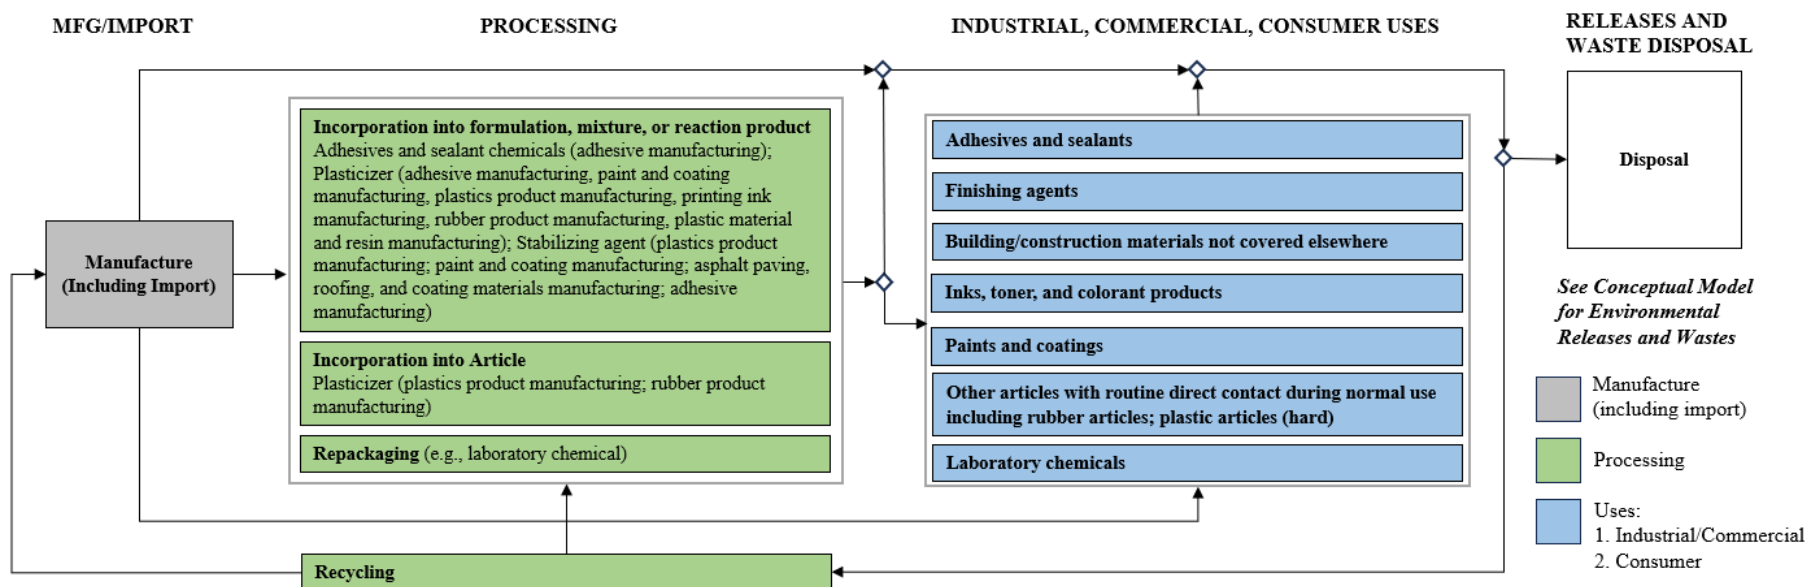 MFG/IMPORT
PROCESSING
INDUSTRIAL, COMMERCIAL, CONSUMER USES
RELEASES AND
WASTE DISPOSAL
Manufacture
(Including Import)
Incorporation into formulation, mixture, or reaction product
Adhesives and sealant chemicals (adhesive manufacturing);
Plasticizer (adhesive manufacturing, paint and coating
manufacturing, plastics product manufacturing, printing ink
manufacturing, rubber product manufacturing, plastic material
and resin manufacturing); Stabilizing agent (plastics product
manufacturing; paint and coating manufacturing; asphalt paving,
roofing, and coating materials manufacturing; adhesive
manufacturing)
Incorporation into Article
Plasticizer (plastics product manufacturing; rubber product
manufacturing)
Repackaging (e.g., laboratory chemical)
Recycling
Adhesives and sealants
Finishing agents
Building/construction materials not covered elsewhere
Inks, toner, and colorant products
Paints and coatings
Other articles with routine direct contact during normal use
including rubber articles; plastic articles (hard)
Laboratory chemicals
Disposal
See Conceptual Model
for Environmental
Releases and Wastes
Manufacture
(including import)
Processing
Uses:
1. Industrial/Commercial
2. Consumer